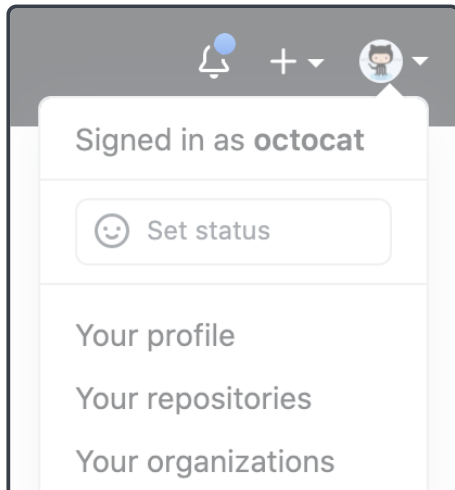 Signed in as octocat
Set status
Your profile
Your repositories
Your organizations